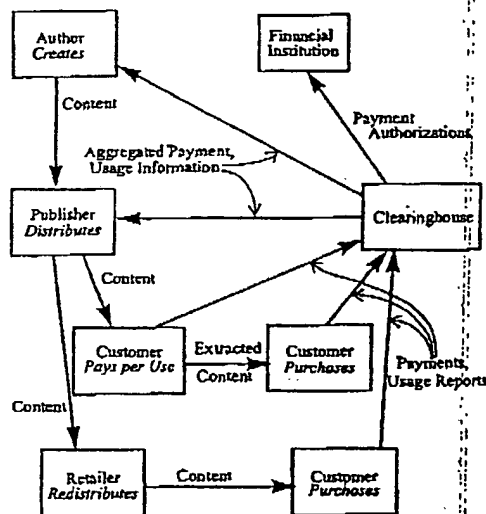 Author
Creates
Financial
Institution
Content
Payment
Authorizations
Aggregated Payment,
Usage Information
Publisher
Distributes
Clearinghouse
Content
Customer
Pays per Use
Extracted
Content
Customer
Purchases
Payments,
Usage Reports
Content
Retailer
Redistributes
Content
Customer
Purchases